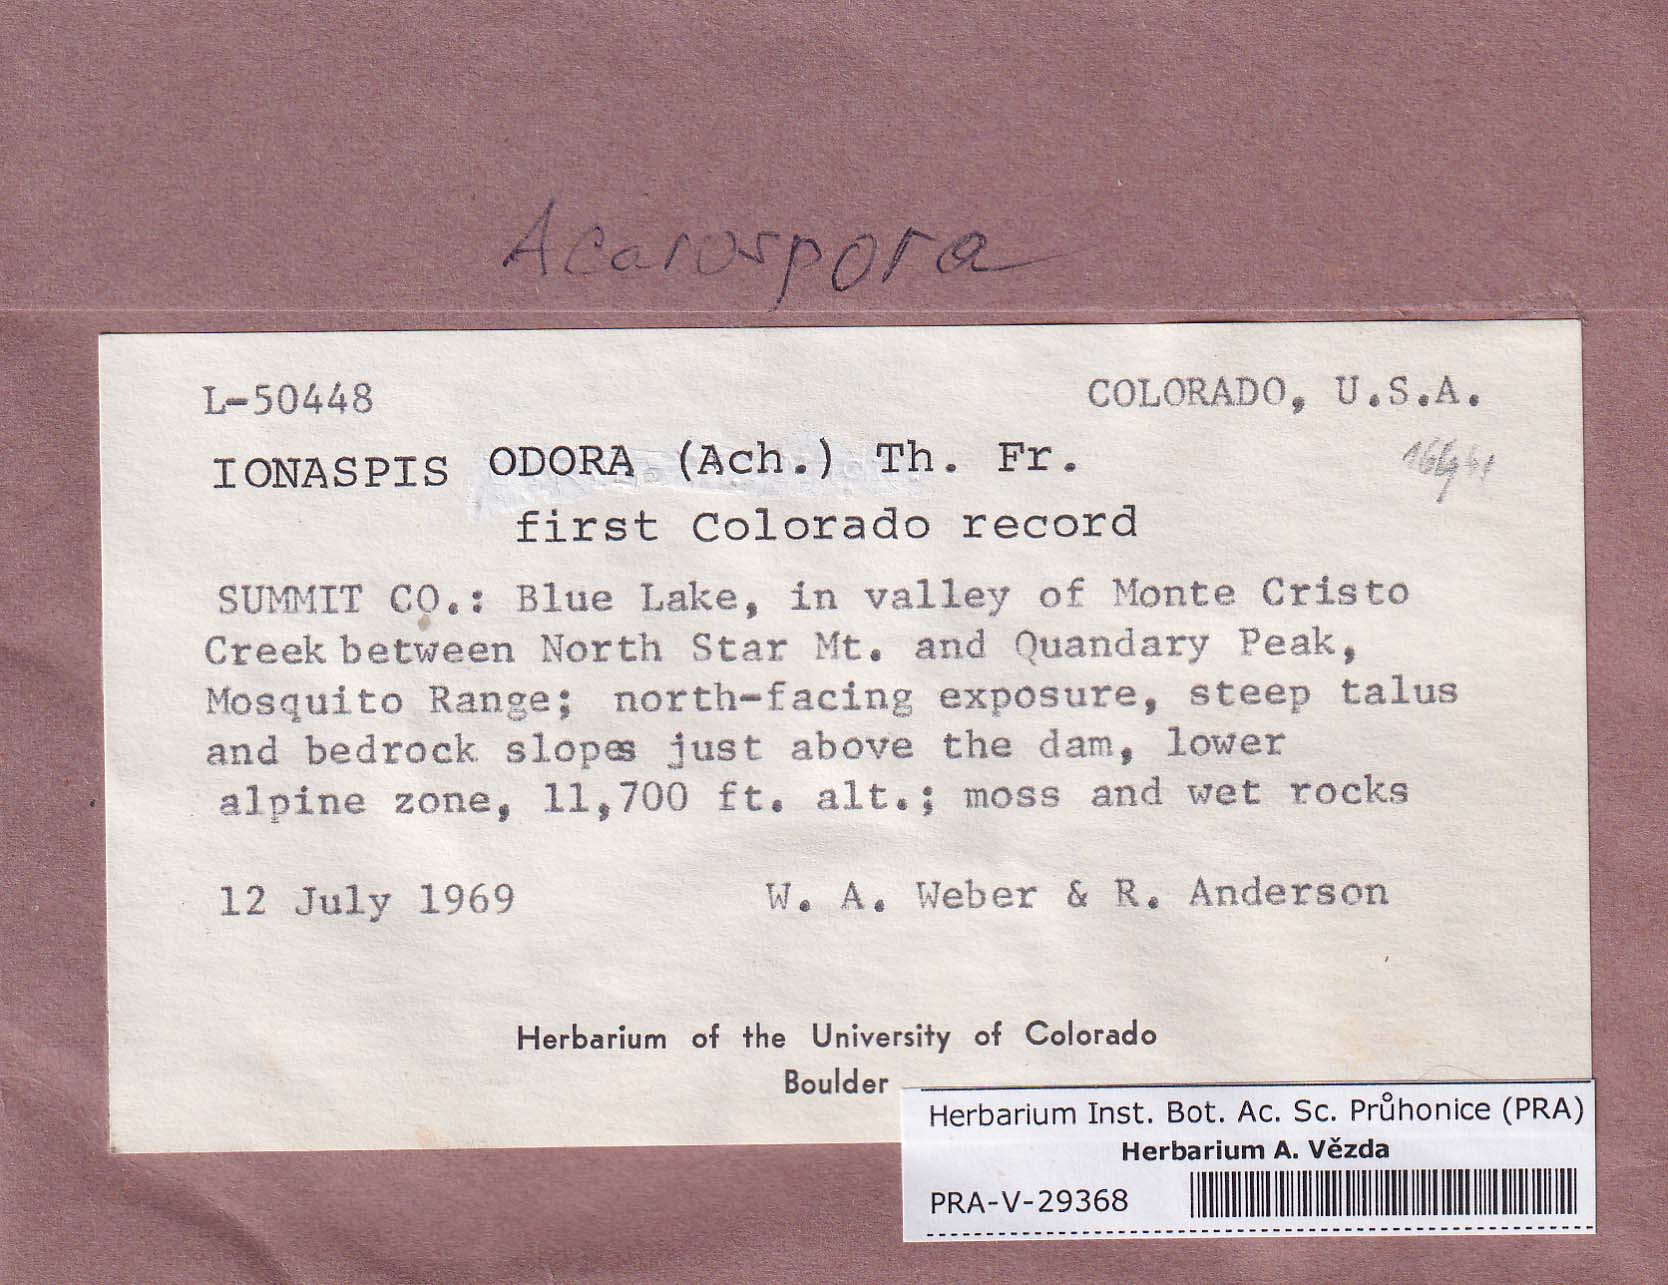 Acarospora
L-50448 COLORADO, U.S.A.
IONASPIS ODORA (Ach.) Th. Fr.
first Colorado record
SUMMIT CO.: Blue Lake, in valley of Monte Cristo
Creek between North Star Mt. and Quandary Peak,
Mosquito Range; north-facing exposure, steep talus
and bedrock slopes just above the dam, lower
alpine zone, 11,700 ft. alt.; moss and wet rocks
12 July 1969 W. A. Weber & R. Anderson
Herbarium of the University of Colorado
Boulder
Herbarium Inst. Bot. Ac. Sc. Průhonice (PRA)
Herbarium A. Vězda
PRA-V-29368